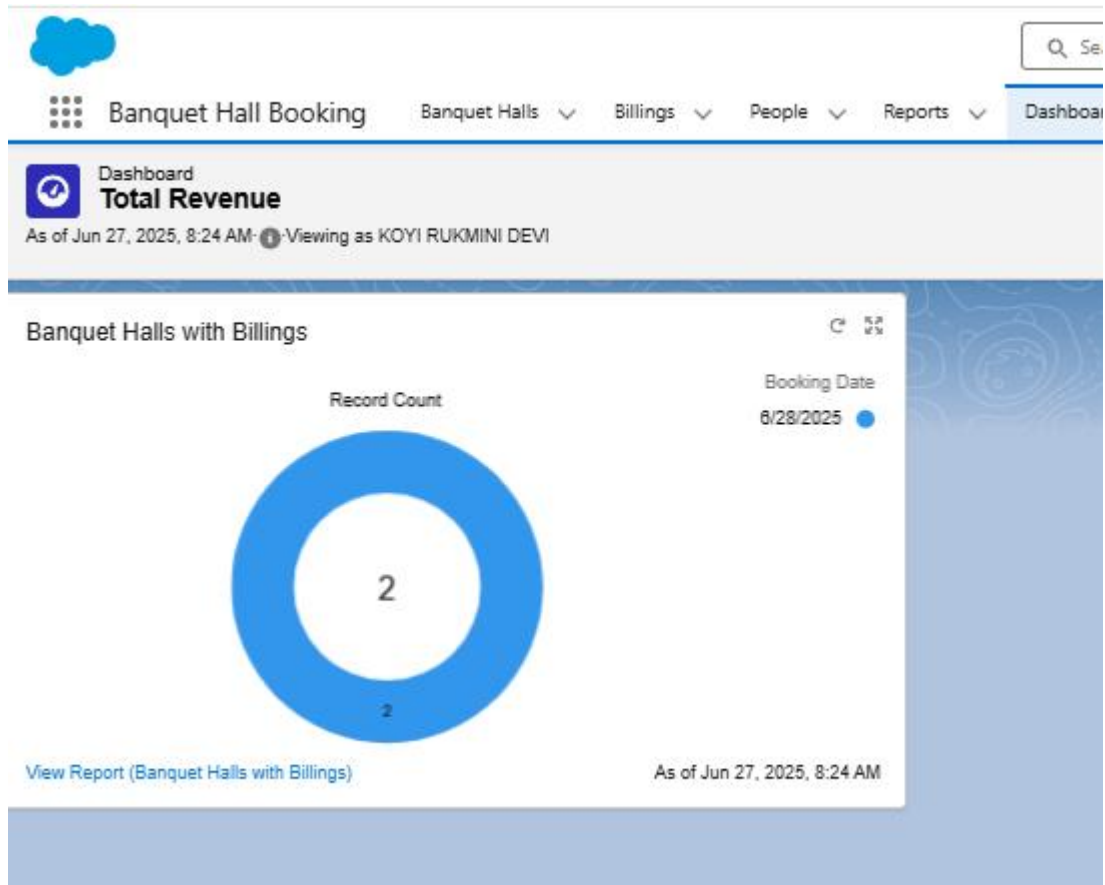 Se
Banquet Hall Booking Banquet Halls Billings People Reports Dashboar
Dashboard
Total Revenue
As of Jun 27, 2025, 8:24 AM· Viewing as KOYI RUKMINI DEVI
Banquet Halls with Billings
Booking Date
Record Count
6/28/2025
2
2
View Report (Banquet Halls with Billings) As of Jun 27, 2025, 8:24 AM